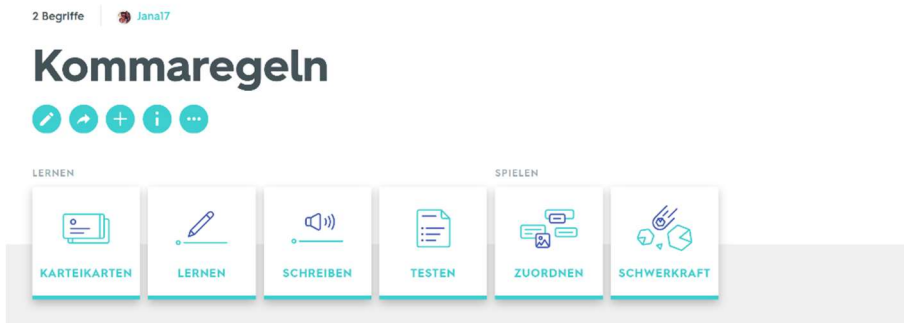 2 Begriffe Jana17
Kommaregeln
LERNEN SPIELEN
KARTEIKARTEN LERNEN SCHREIBEN TESTEN ZUORDNEN SCHWERKRAFT